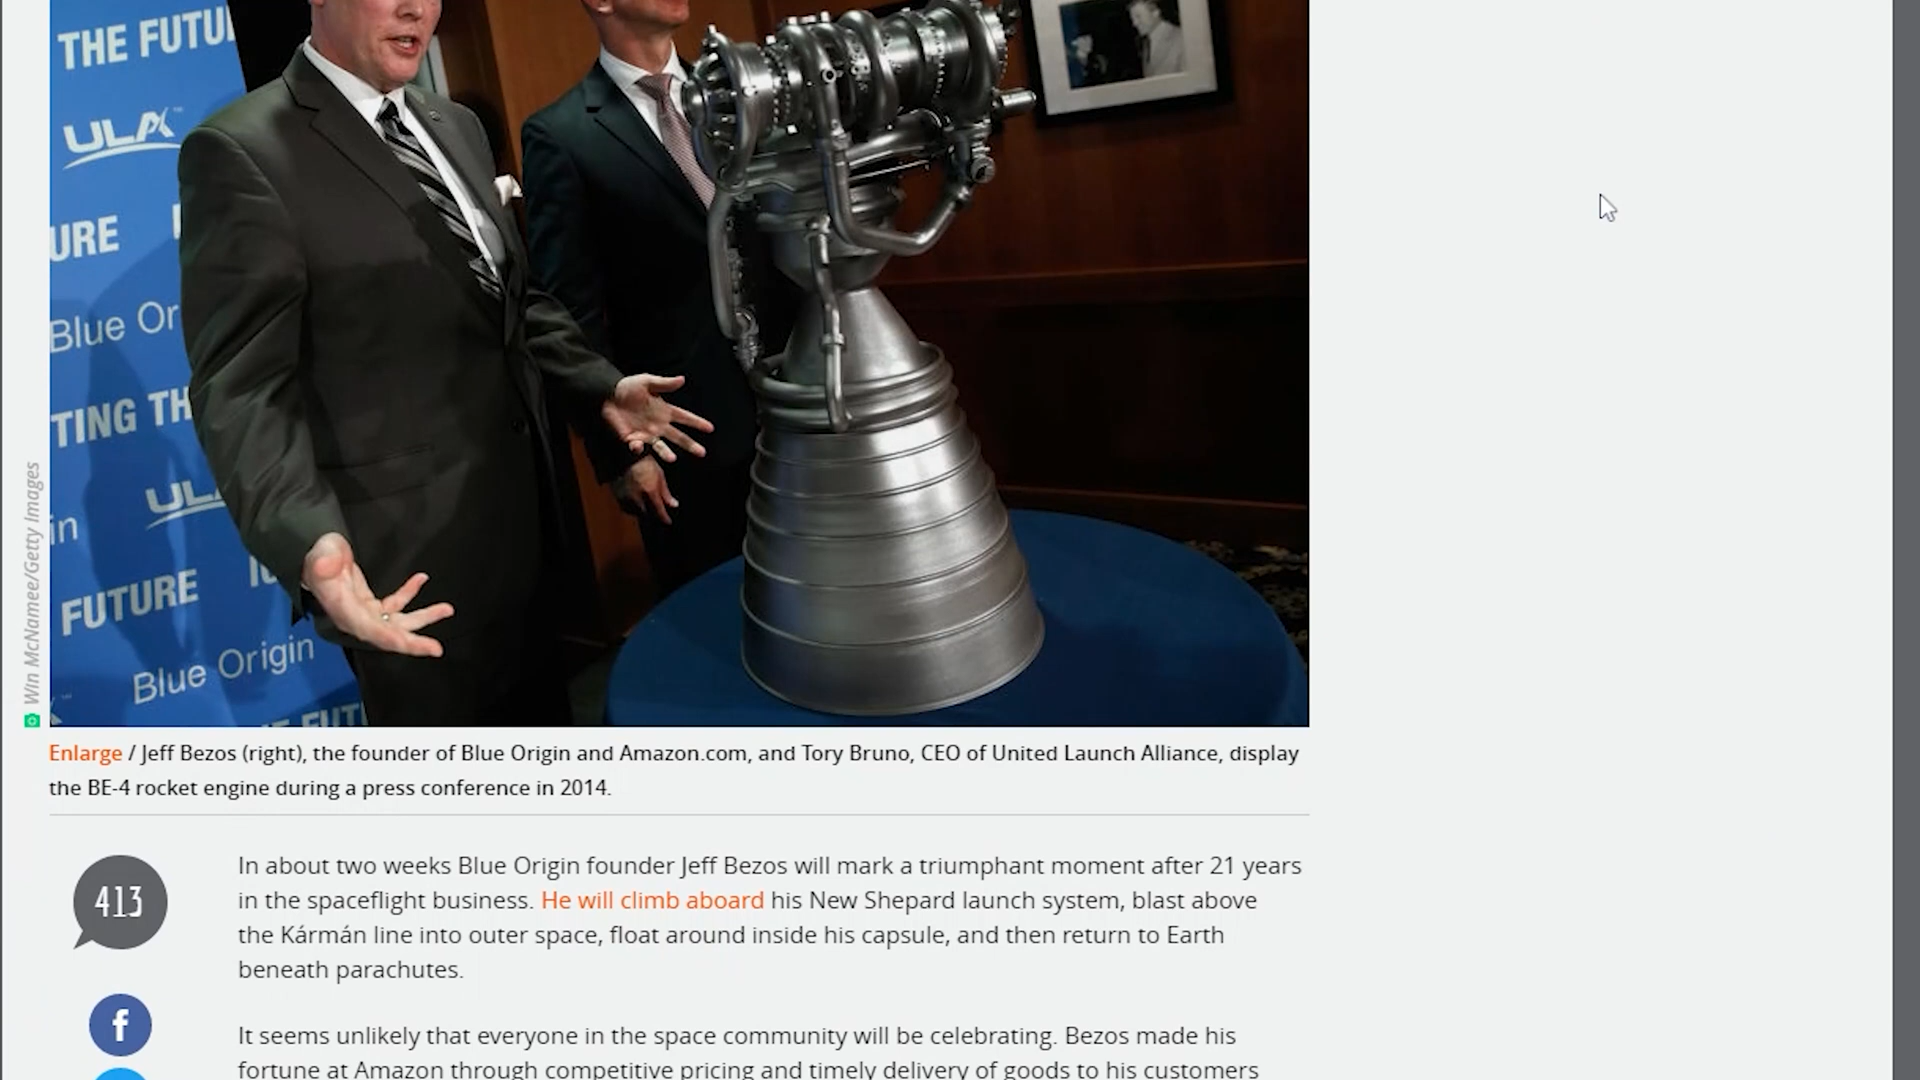 THE FUTU
ULA
URE
Blue Or
TING TH
UL
in
FUTURE
Blue Origin
Win McNamee/Getty Images
Enlarge / Jeff Bezos (right), the founder of Blue Origin and Amazon.com, and Tory Bruno, CEO of United Launch Alliance, display
the BE-4 rocket engine during a press conference in 2014.
413
In about two weeks Blue Origin founder Jeff Bezos will mark a triumphant moment after 21 years
in the spaceflight business. He will climb aboard his New Shepard launch system, blast above
the Kármán line into outer space, float around inside his capsule, and then return to Earth
beneath parachutes.
f
It seems unlikely that everyone in the space community will be celebrating. Bezos made his
fortune at Amazon through competitive pricing and timely delivery of goods to his customers